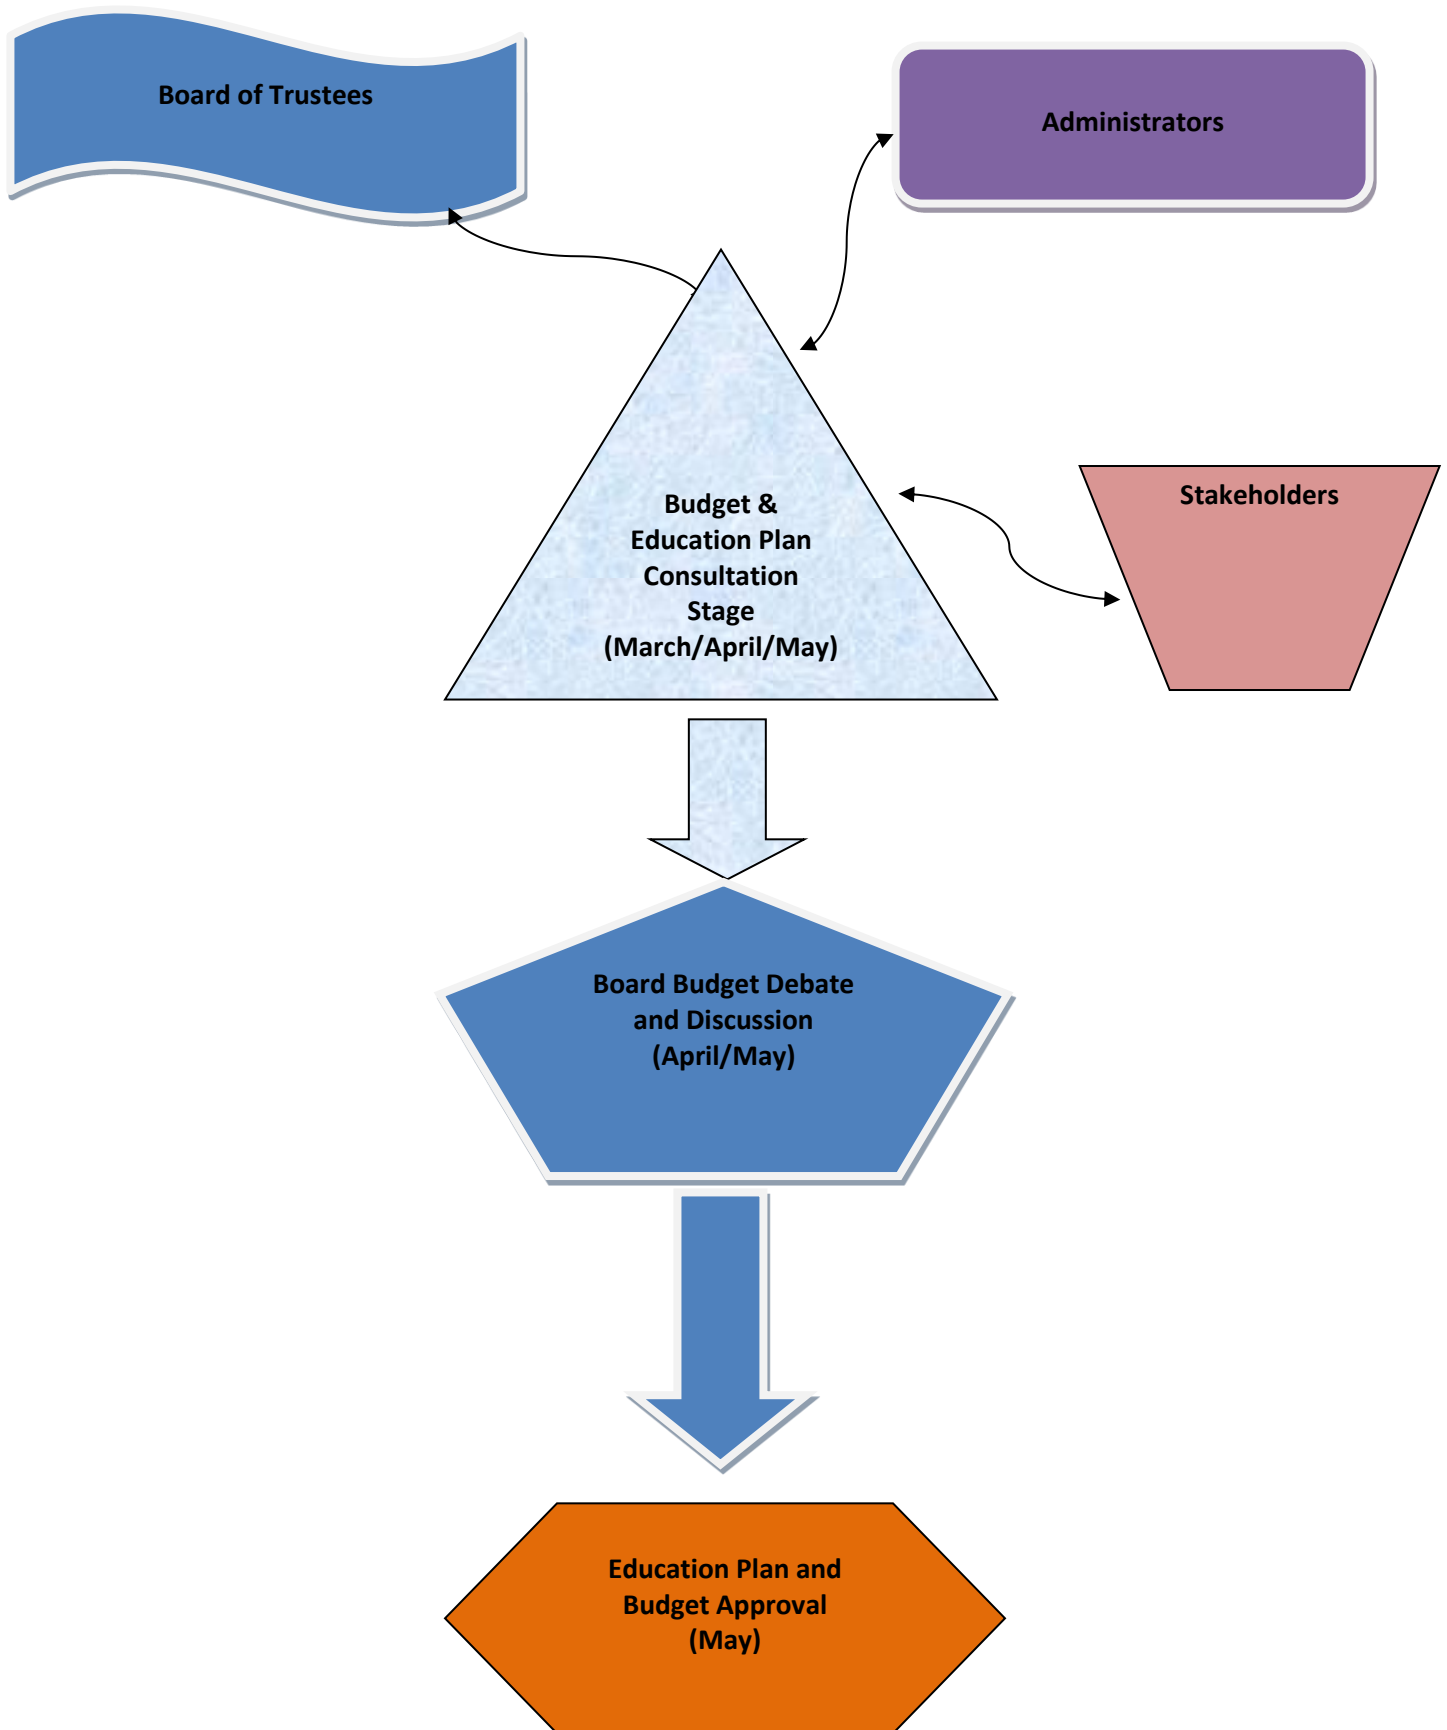 Board of Trustees
Administrators
Stakeholders
Budget &
Education Plan
Consultation
Stage
(March/April/May)
Board Budget Debate
and Discussion
(April/May)
Education Plan and
Budget Approval
(May)